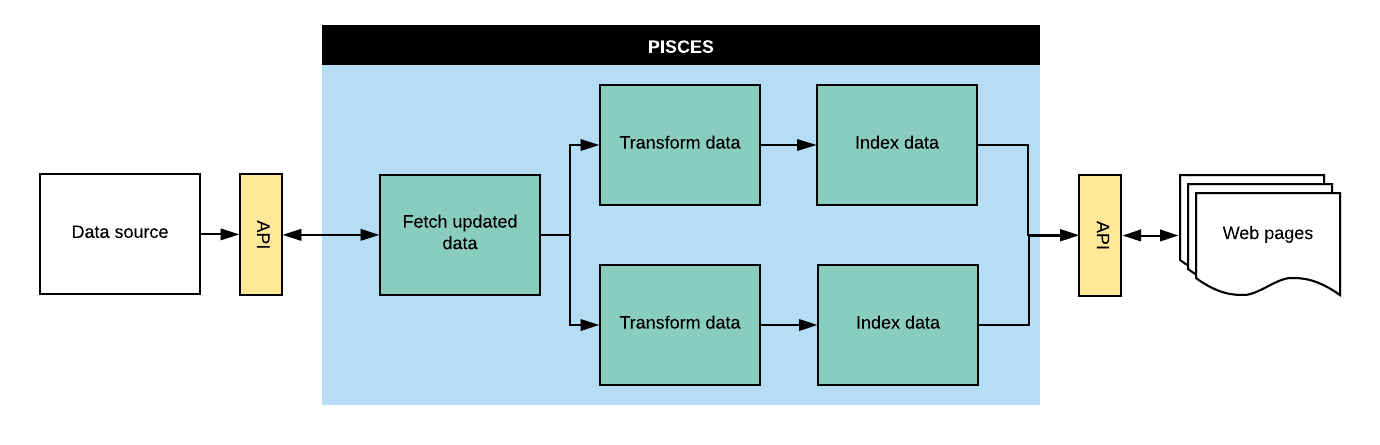 PISCES
Data source
API
Fetch updated
data
Transform data
Index data
Transform data
Index data
API
Web pages